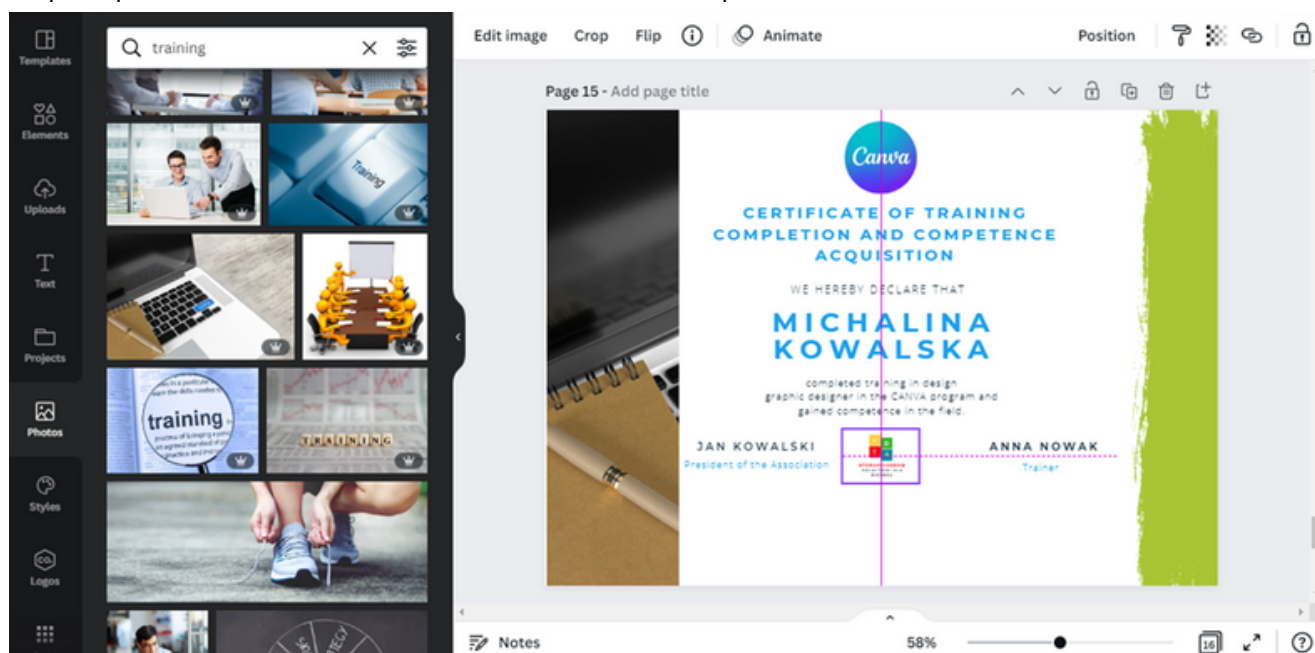 Templates
Elements
Uploads
Text
Projects
Photos
Styles
Logos
training
Training
training
TRAINING
STRATEGY
Edit image Crop Flip Animate Position
Page 15 - Add page title
Canva
CERTIFICATE OF TRAINING
COMPLETION AND COMPETENCE
ACQUISITION
WE HEREBY DECLARE THAT
MICHALINA
KOWALSKA
completed training in design
graphic designer in the CANVA program and
gained competence in the field.
JAN KOWALSKI
President of the Association
ANNA NOWAK
Trainer
Notes 58% 16